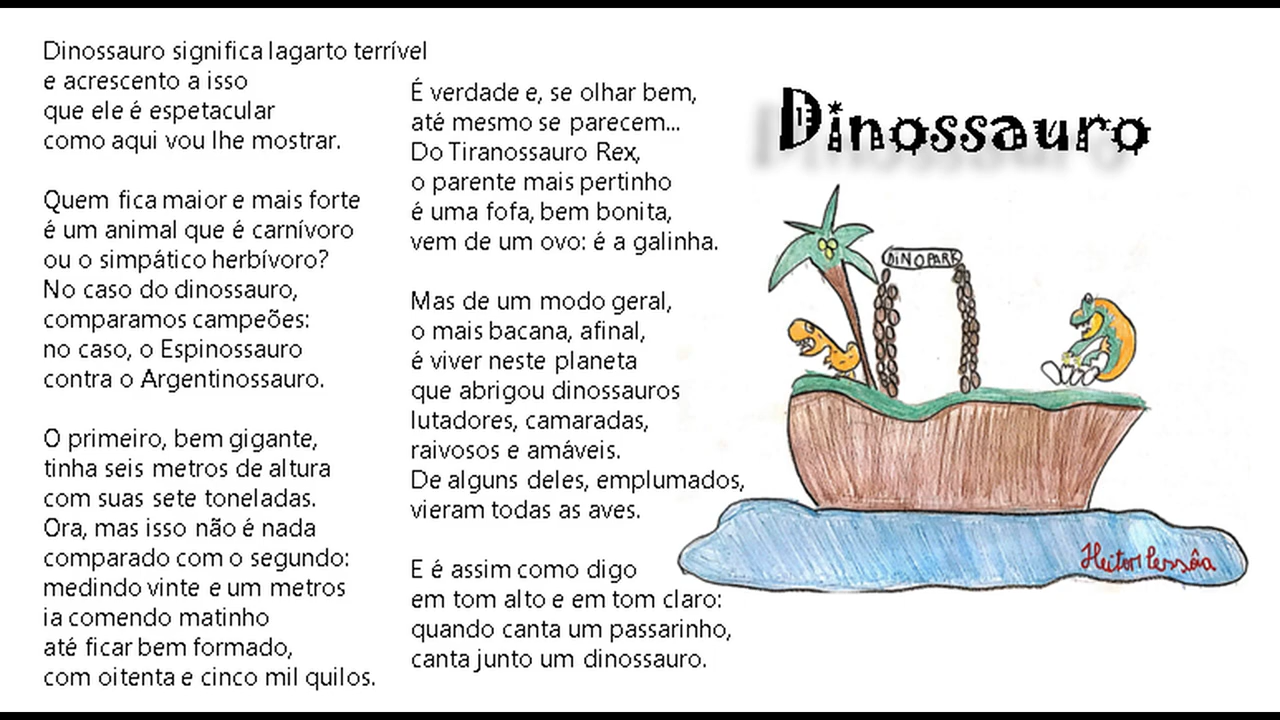 Dinossauro significa lagarto terrível
e acrescento a isso
que ele é espetacular
como aqui vou lhe mostrar.

Quem fica maior e mais forte
é um animal que é carnívoro
ou o simpático herbívoro?
No caso do dinossauro,
comparamos campeões:
no caso, o Espinossauro
contra o Argentinossauro.

O primeiro, bem gigante,
tinha seis metros de altura
com suas sete toneladas.
Ora, mas isso não é nada
comparado com o segundo:
medindo vinte e um metros
ia comendo matinho
até ficar bem formado,
com oitenta e cinco mil quilos.

É verdade e, se olhar bem,
até mesmo se parecem...
Do Tiranossauro Rex,
o parente mais pertinho
é uma fofa, bem bonita,
vem de um ovo: é a galinha.

Mas de um modo geral,
o mais bacana, afinal,
é viver neste planeta
que abrigou dinossauros
lutadores, camaradas,
raivosos e amáveis.
De alguns deles, emplumados,
vieram todas as aves.

E é assim como digo
em tom alto e em tom claro:
quando canta um passarinho,
canta junto um dinossauro.

Dinossauro
DINOPARK
Heitor Pessôa